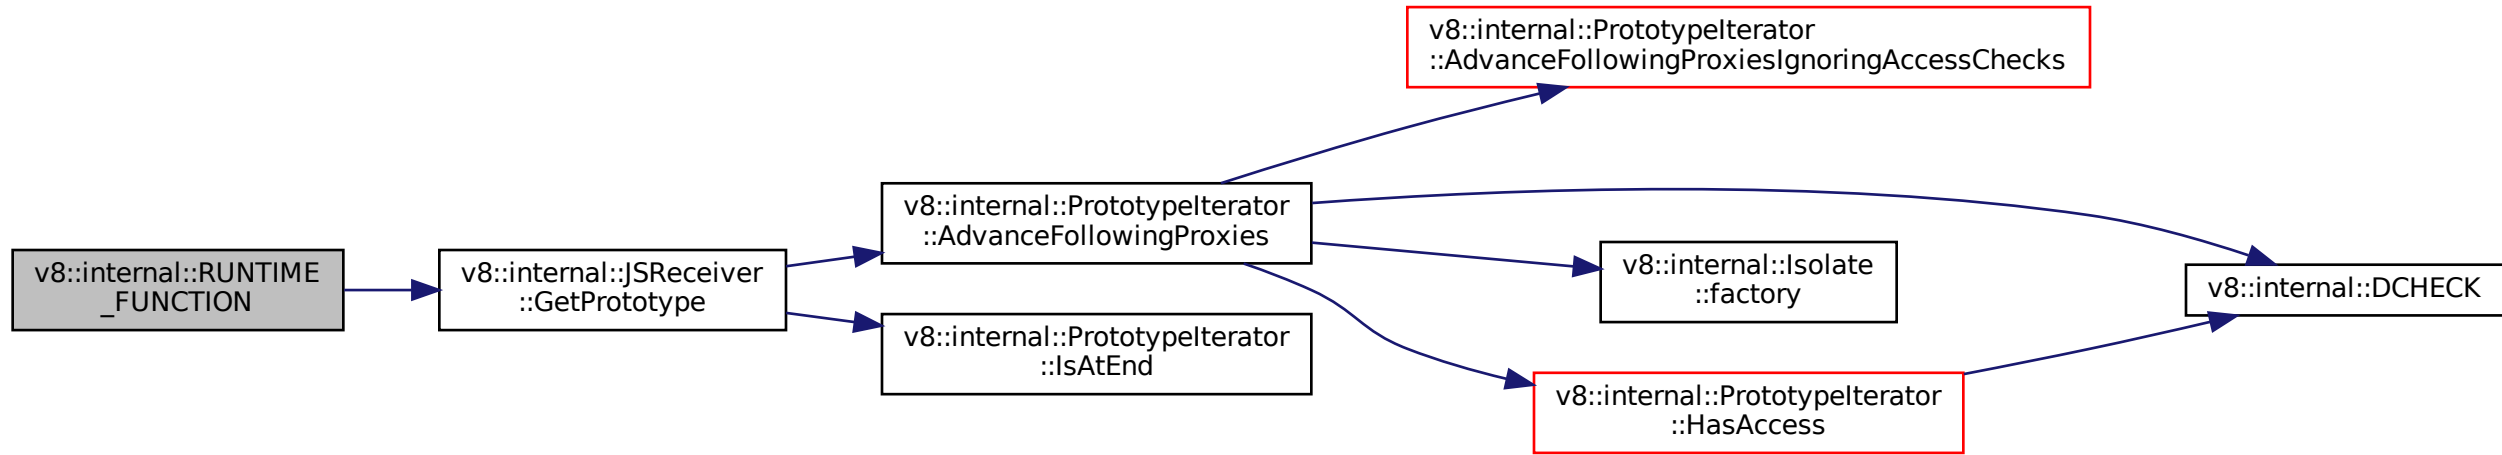 v8::internal::RUNTIME
_FUNCTION
v8::internal::JSReceiver
::GetPrototype
v8::internal::PrototypeIterator
::AdvanceFollowingProxies
v8::internal::PrototypeIterator
::IsAtEnd
v8::internal::PrototypeIterator
::AdvanceFollowingProxiesIgnoringAccessChecks
v8::internal::Isolate
::factory
v8::internal::PrototypeIterator
::HasAccess
v8::internal::DCHECK